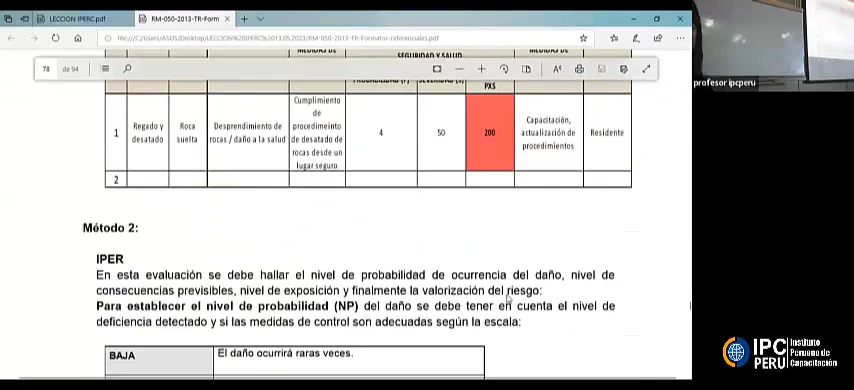 LECCION IPERC.pdf
RM-050-2013-TR-Form
file:///C:/Users/ASUS/Desktop/LECCION%20IPERC%2013.05.2023/RM-050-2013-TR-Formatos-referenciales.pdf
78 de 94
MEDIDAS DE SEGURIDAD Y SALUD MEDIDAS DE
PXS
1 Regado y desatado Roca suelta Desprendimiento de rocas / daño a la salud Cumplimiento de procedimeinto de desatado de rocas desde un lugar seguro 4 50 200 Capacitación, actualización de procedimientos Residente
2
Método 2:
IPER
En esta evaluación se debe hallar el nivel de probabilidad de ocurrencia del daño, nivel de
consecuencias previsibles, nivel de exposición y finalmente la valorización del riesgo:
Para establecer el nivel de probabilidad (NP) del daño se debe tener en cuenta el nivel de
deficiencia detectado y si las medidas de control son adecuadas según la escala:
BAJA El daño ocurrirá raras veces.
profesor ipcperu
IPC PERU Instituto Peruano de Capacitación